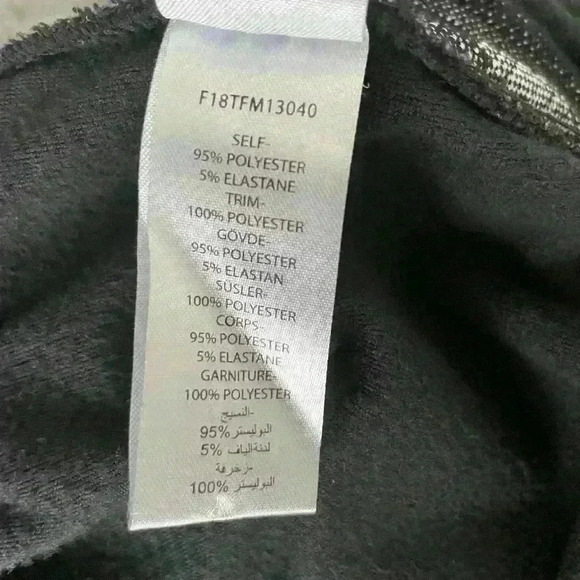 F18TFM13040
SELF-
95% POLYESTER
5% ELASTANE
TRIM-
100% POLYESTER
GÖVDE-
95% POLYESTER
5% ELASTAN
SÜSLER-
100% POLYESTER
CORPS-
95% POLYESTER
5% ELASTANE
GARNITURE-
100% POLYESTER
النسيج-
البوليستر 95%
لدنةالياف 5%
زخرفة-
البوليستر 100%